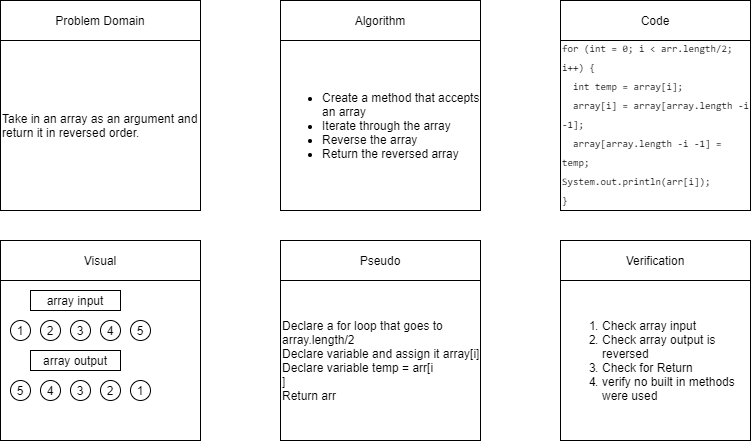 Problem Domain
Take in an array as an argument and
return it in reversed order.
Algorithm
Create a method that accepts
an array
Iterate through the array
Reverse the array
Return the reversed array
Code
for (int = 0; i < arr.length/2;
i++) {
int temp = array[i];
array[i] = array[array.length -i
-1];
array[array.length -i -1] =
temp;
System.out.println(arr[i]);
}
Visual
array input
1 2 3 4 5
array output
5 4 3 2 1
Pseudo
Declare a for loop that goes to
array.length/2
Declare variable and assign it array[i]
Declare variable temp = arr[i
]
Return arr
Verification
1. Check array input
2. Check array output is
reversed
3. Check for Return
4. verify no built in methods
were used